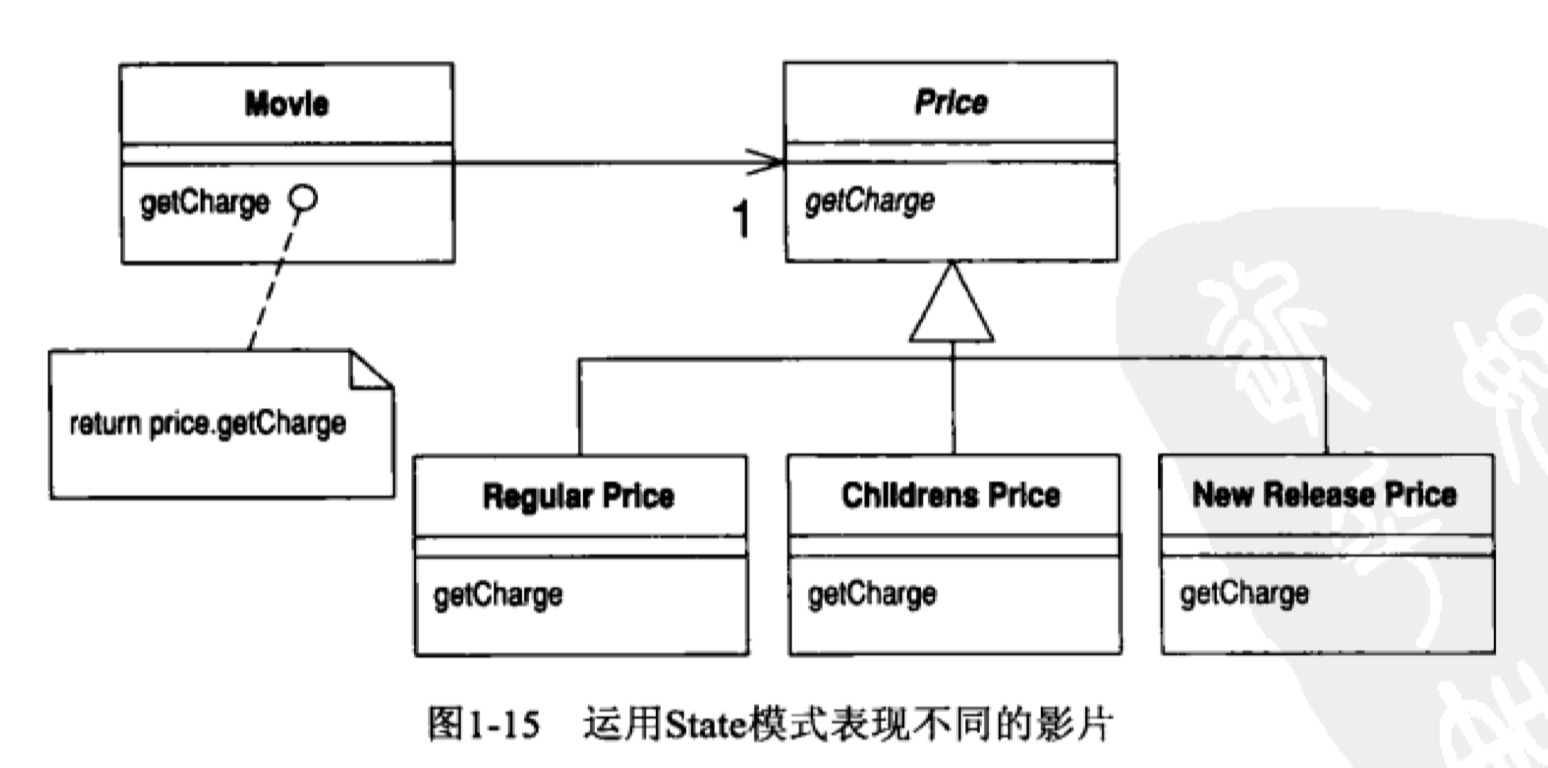 Movie
Price
getCharge
1
getCharge
return price.getCharge
Regular Price
Childrens Price
New Release Price
getCharge
getCharge
getCharge
图1-15 运用State模式表现不同的影片